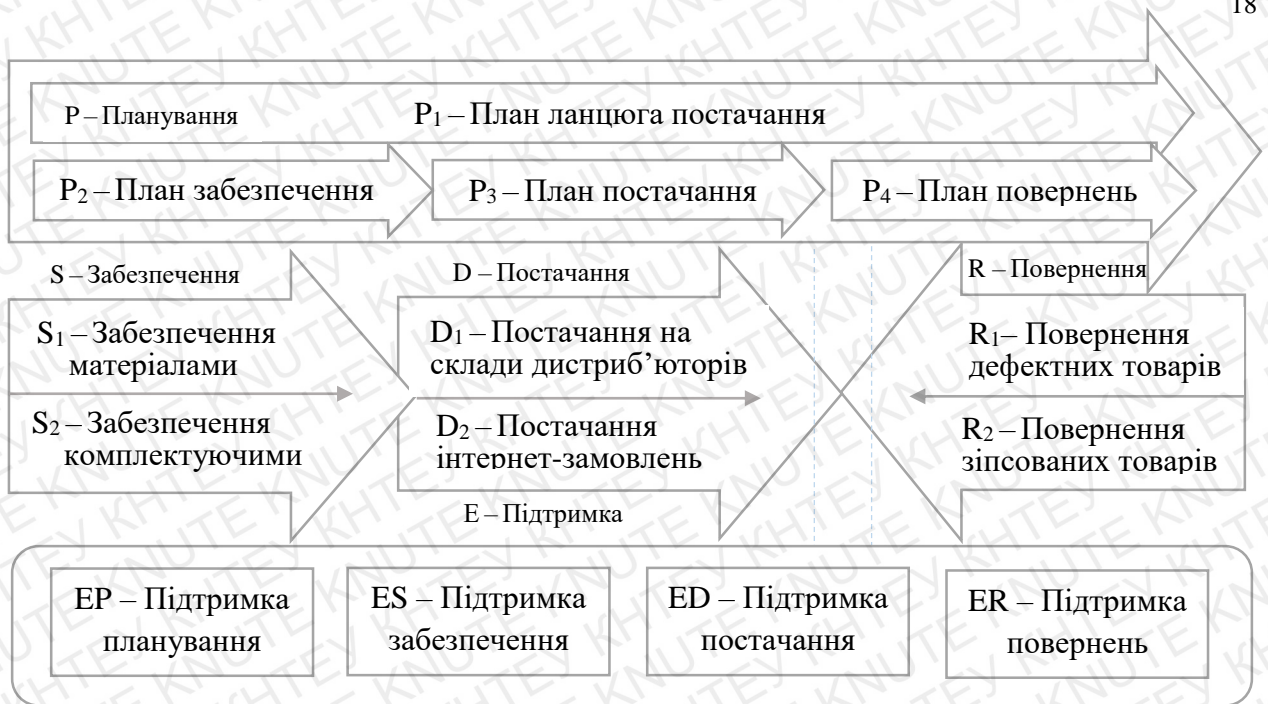 18
P – Планування
P₁ – План ланцюга постачання
P₂ – План забезпечення
P₃ – План постачання
P₄ – План повернень
S – Забезпечення
D – Постачання
R – Повернення
S₁ – Забезпечення
матеріалами
S₂ – Забезпечення
комплектуючими
D₁ – Постачання на
склади дистриб’юторів
D₂ – Постачання
інтернет-замовлень
R₁– Повернення
дефектних товарів
R₂ – Повернення
зіпсованих товарів
E – Підтримка
EP – Підтримка
планування
ES – Підтримка
забезпечення
ED – Підтримка
постачання
ER – Підтримка
повернень
KHTEY KNUTE